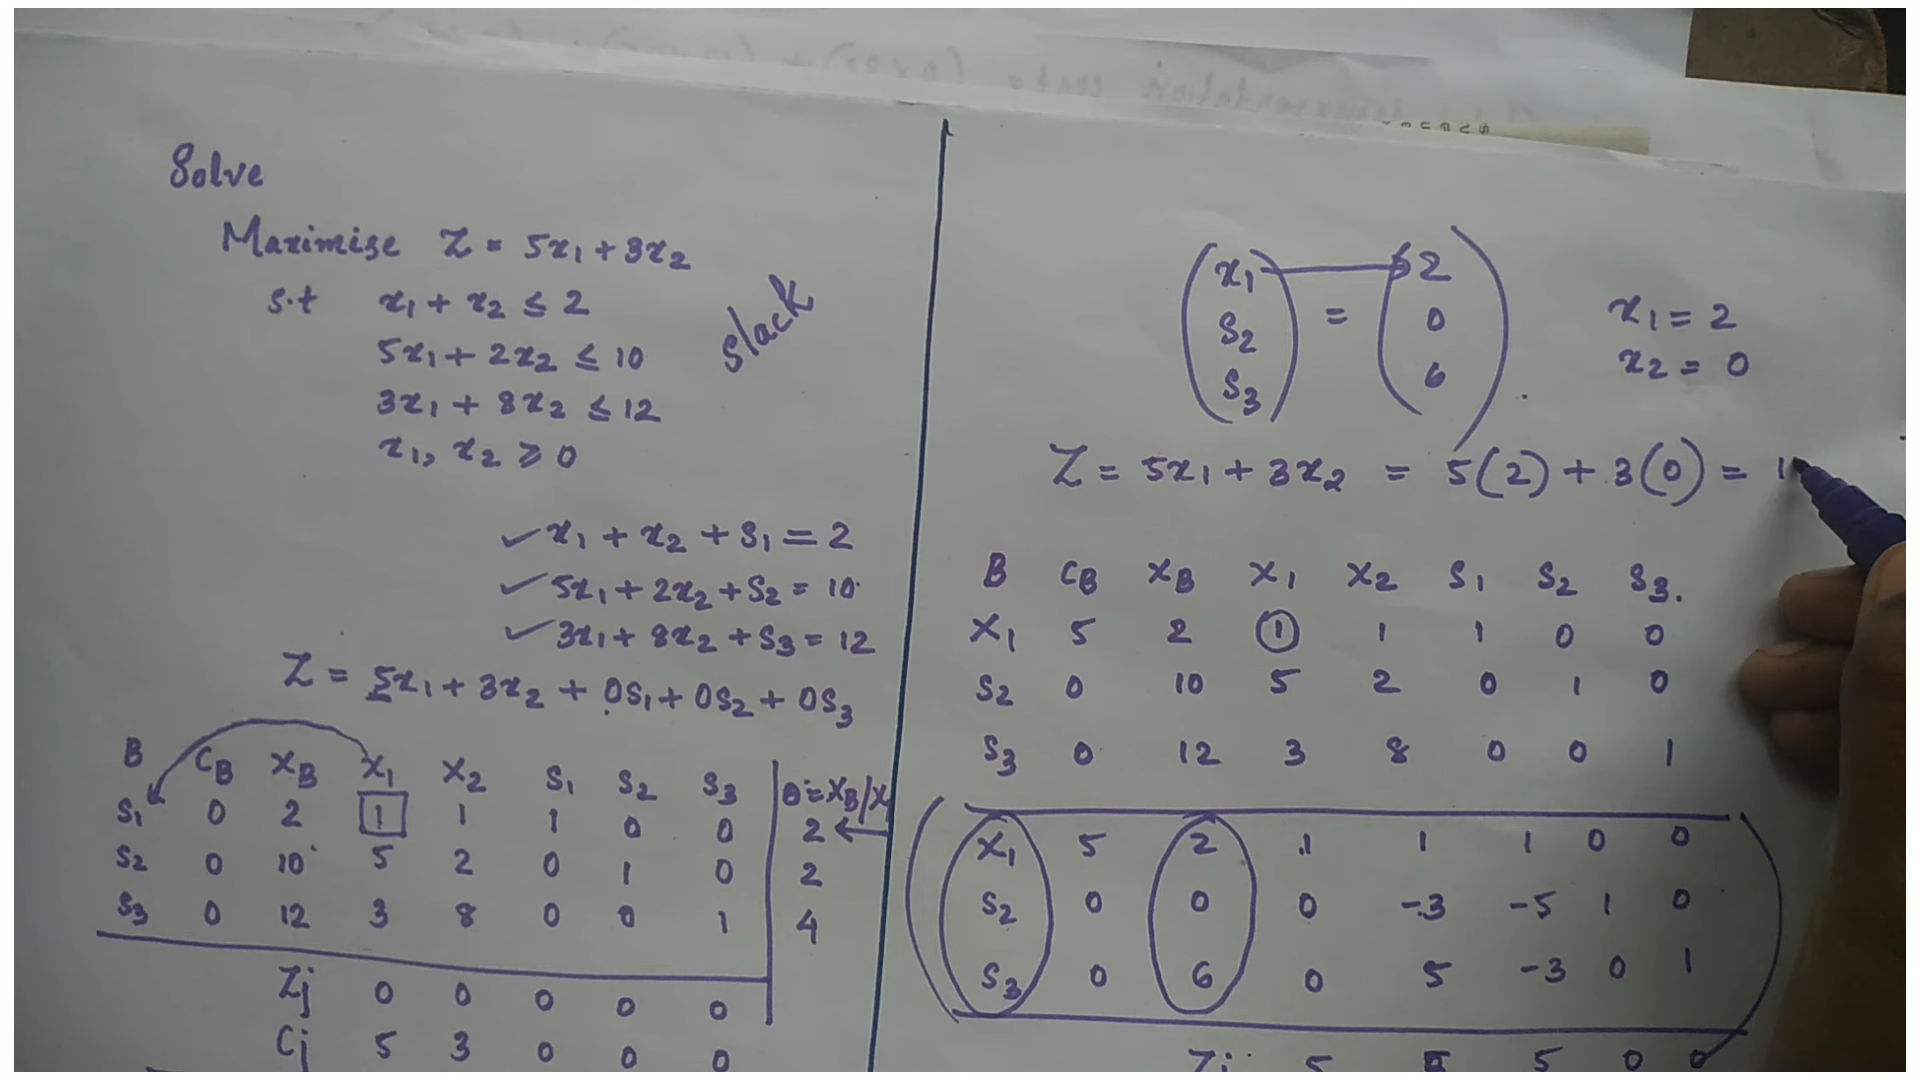 Solve
Maximise Z = 5x1 + 3x2
s.t x1 + x2 ≤ 2
5x1 + 2x2 ≤ 10
3x1 + 8x2 ≤ 12
x1, x2 ≥ 0
slack
✓ x1 + x2 + S1 = 2
✓ 5x1 + 2x2 + S2 = 10
✓ 3x1 + 8x2 + S3 = 12
Z = 5x1 + 3x2 + 0S1 + 0S2 + 0S3
B CB XB X1 X2 S1 S2 S3 θ = XB/X1
S1 0 2 1 1 1 0 0 2 ←
S2 0 10 5 2 0 1 0 2
S3 0 12 3 8 0 0 1 4
Zj 0 0 0 0 0
Cj 5 3 0 0 0
x1 2
S2 = 0
S3 6
x1 = 2
x2 = 0
Z = 5x1 + 3x2 = 5(2) + 3(0) = 1
B CB XB X1 X2 S1 S2 S3
X1 5 2 1 1 1 0 0
S2 0 10 5 2 0 1 0
S3 0 12 3 8 0 0 1
X1 5 2 1 1 1 0 0
S2 0 0 0 -3 -5 1 0
S3 0 6 0 5 -3 0 1
Zj 5 5 5 0 0